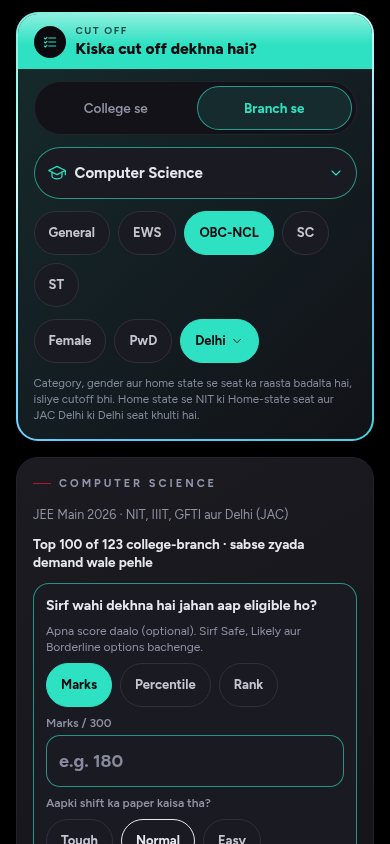 CUT OFF
Kiska cut off dekhna hai?
College se
Branch se
Computer Science
General
EWS
OBC-NCL
SC
ST
Female
PwD
Delhi
Category, gender aur home state se seat ka raasta badalta hai,
isliye cutoff bhi. Home state se NIT ki Home-state seat aur
JAC Delhi ki Delhi seat khulti hai.
COMPUTER SCIENCE
JEE Main 2026 · NIT, IIIT, GFTI aur Delhi (JAC)
Top 100 of 123 college-branch · sabse zyada
demand wale pehle
Sirf wahi dekhna hai jahan aap eligible ho?
Apna score daalo (optional). Sirf Safe, Likely aur
Borderline options bachenge.
Marks
Percentile
Rank
Marks / 300
e.g. 180
Aapki shift ka paper kaisa tha?
Tough
Normal
Easy